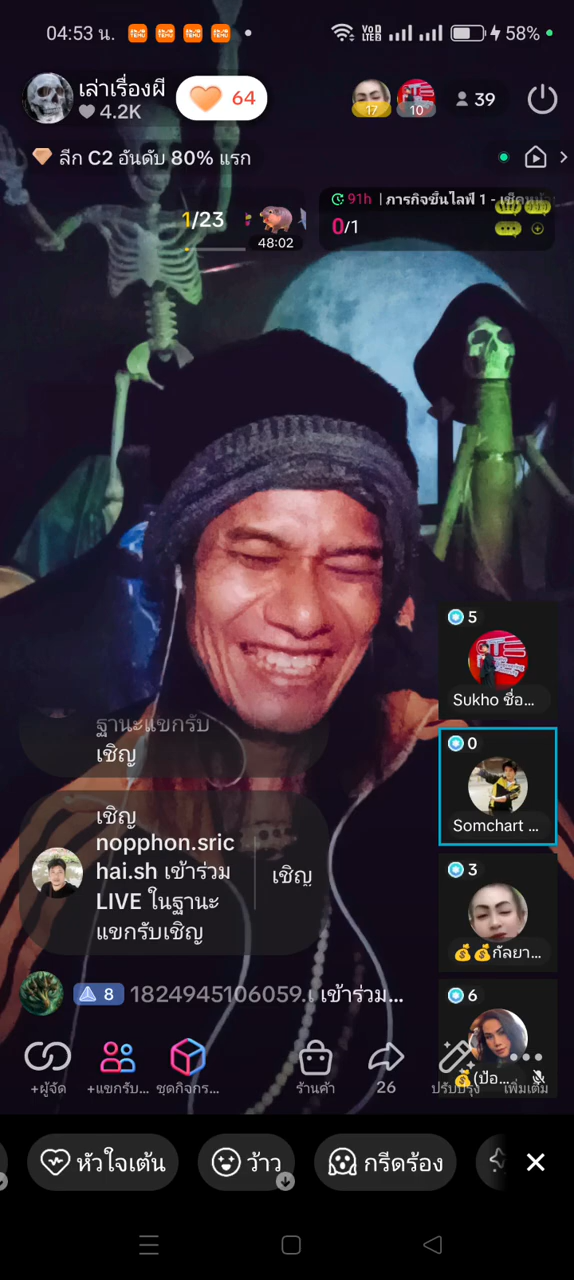 04:53 น.
58%
เล่าเรื่องผี
4.2K
64
17
10
39
ลีก C2 อันดับ 80% แรก
1/23
48:02
91h | ภารกิจขึ้นไลฟ์ 1 -
0/1
5
Sukho ชื่อ...
0
Somchart ...
3
กัลยา...
6
(ป้อ...
ฐานะแขกรับ
เชิญ
เชิญ
nopphon.sric
hai.sh เข้าร่วม
LIVE ในฐานะ
แขกรับเชิญ
เชิญ
8 1824945106059. เข้าร่วม...
+ผู้จัด
+แขกรับ...
ชุดกิจกร...
ร้านค้า
26
ปรับปรุง
เพิ่มเติม
หัวใจเต้น
ว้าว
กรีดร้อง